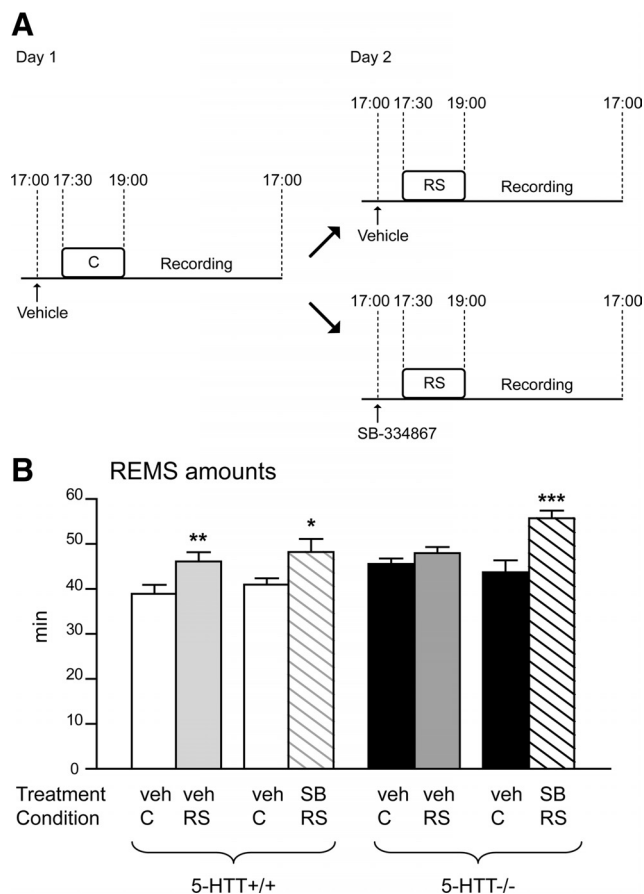 A
Day 1
17:00 17:30 19:00 17:00
C
Recording
Vehicle
Day 2
17:00 17:30 19:00 17:00
RS
Recording
Vehicle
17:00 17:30 19:00 17:00
RS
Recording
SB-334867
B
REMS amounts
60
50
40
30
20
10
0
min
** * ***
Treatment veh veh veh SB veh veh veh SB
Condition C RS C RS C RS C RS
5-HTT+/+ 5-HTT-/-